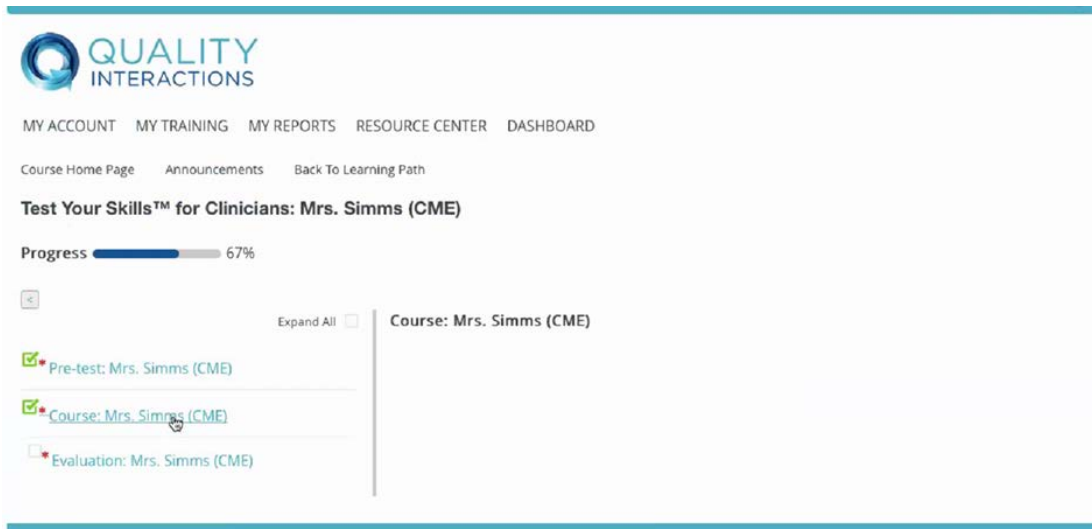 QUALITY
INTERACTIONS
MY ACCOUNT MY TRAINING MY REPORTS RESOURCE CENTER DASHBOARD
Course Home Page Announcements Back To Learning Path
Test Your Skills™ for Clinicians: Mrs. Simms (CME)
Progress 67%
<
Expand All
Course: Mrs. Simms (CME)
* Pre-test: Mrs. Simms (CME)
* Course: Mrs. Simms (CME)
* Evaluation: Mrs. Simms (CME)